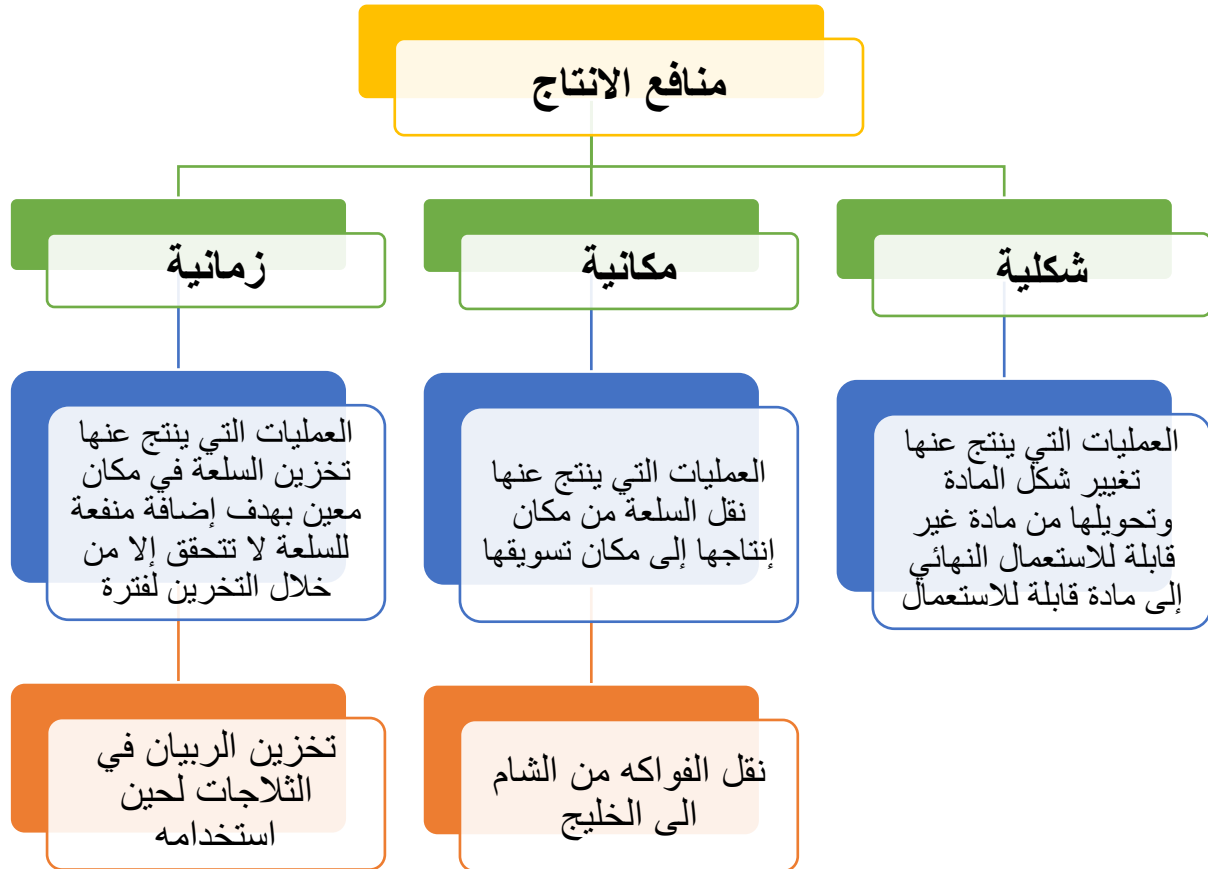 منافع الانتاج
شكلية
مكانية
زمانية
العمليات التي ينتج عنها
تغيير شكل المادة
وتحويلها من مادة غير
قابلة للاستعمال النهائي
إلى مادة قابلة للاستعمال
العمليات التي ينتج عنها
نقل السلعة من مكان
إنتاجها إلى مكان تسويقها
العمليات التي ينتج عنها
تخزين السلعة في مكان
معين بهدف إضافة منفعة
للسلعة لا تتحقق إلا من
خلال التخرين لفترة
نقل الفواكه من الشام
الى الخليج
تخزين الربيان في
الثلاجات لحين
استخدامه